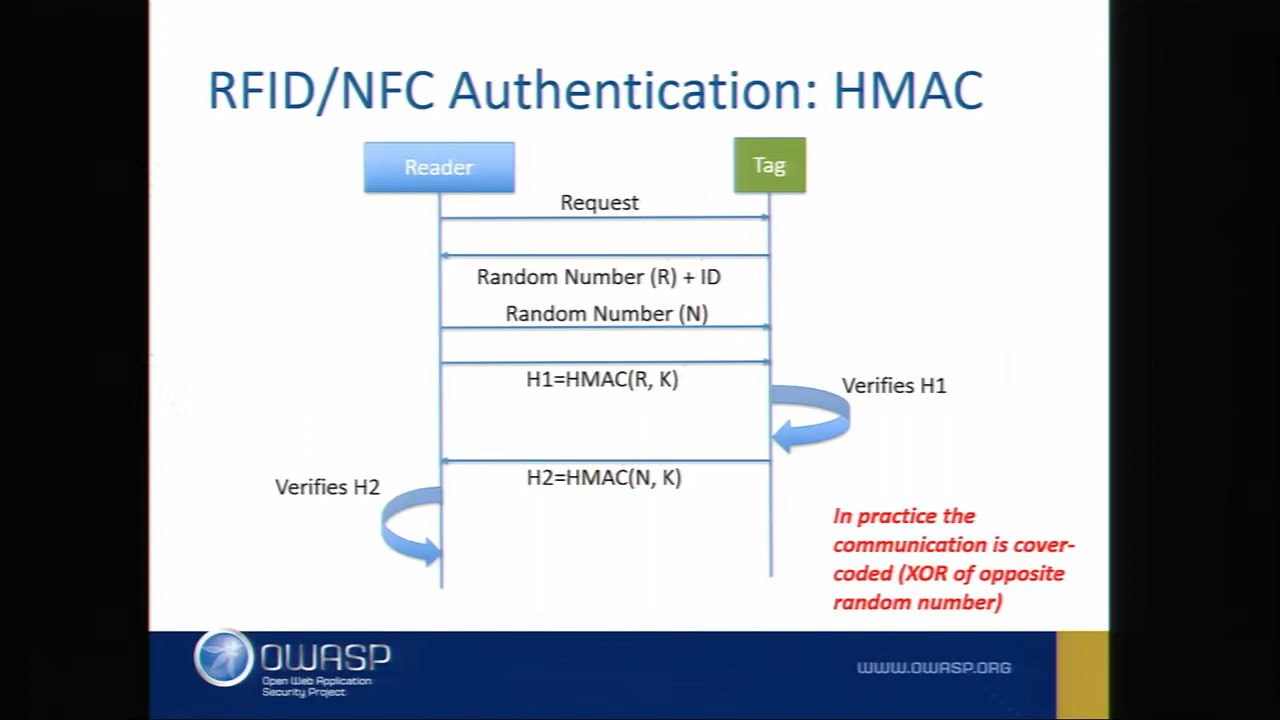 RFID/NFC Authentication: HMAC
Reader
Tag
Request
Random Number (R) + ID
Random Number (N)
H1=HMAC(R, K)
Verifies H1
H2=HMAC(N, K)
Verifies H2
In practice the
communication is cover-
coded (XOR of opposite
random number)
OWASP
Open Web Application
Security Project
WWW.OWASP.ORG